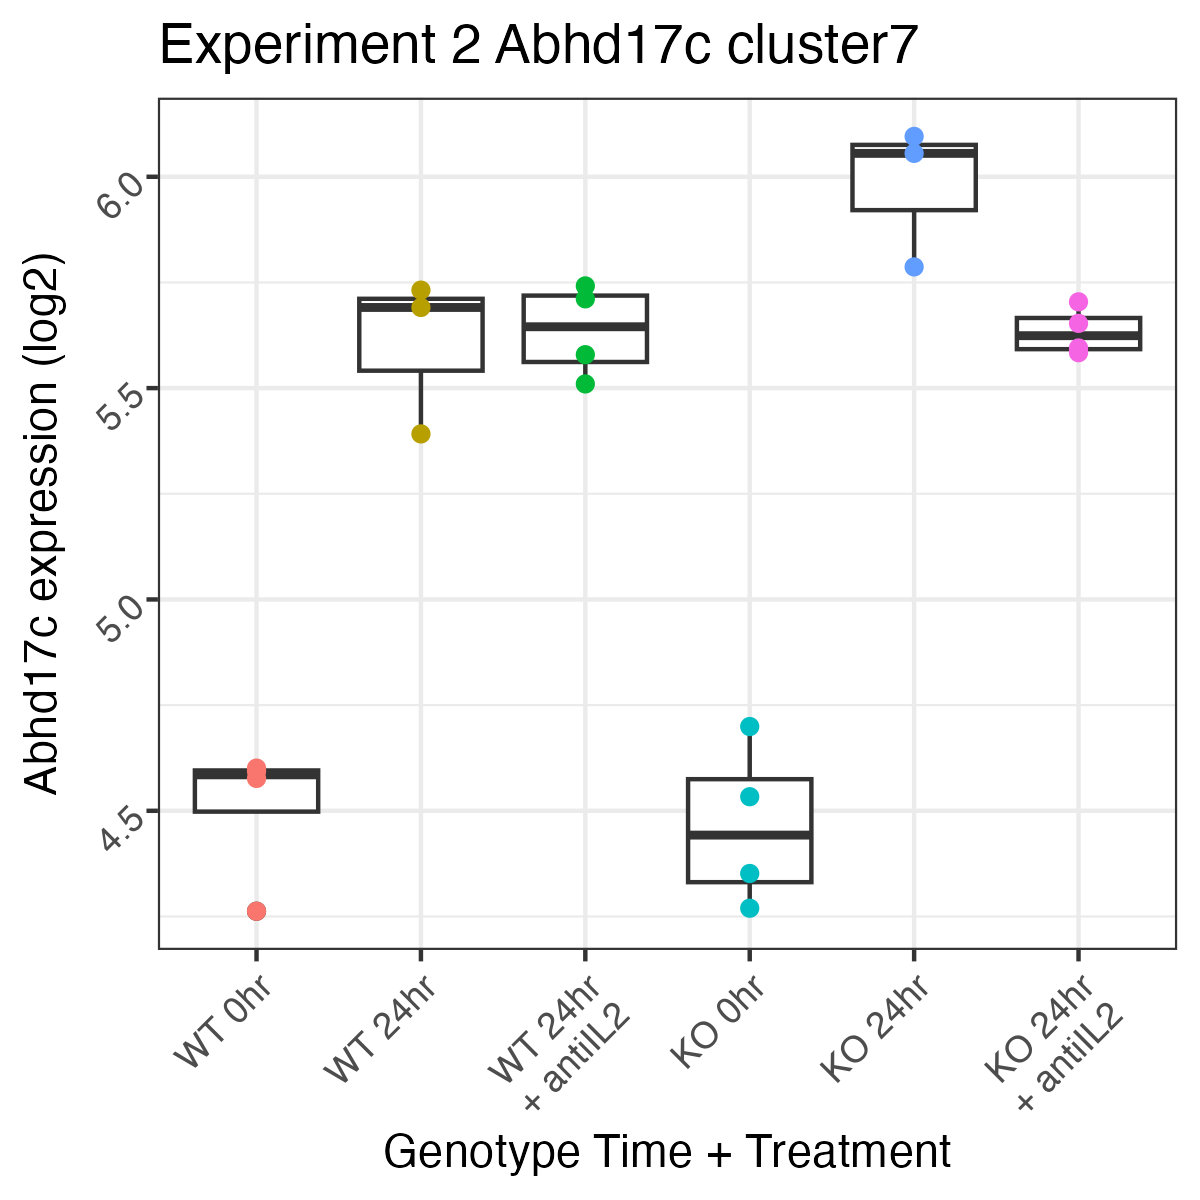 Experiment 2 Abhd17c cluster7
Abhd17c expression (log2)
6.0
5.5
5.0
4.5
WT 0hr
WT 24hr
WT 24hr
+ antiIL2
KO 0hr
KO 24hr
KO 24hr
+ antiIL2
Genotype Time + Treatment